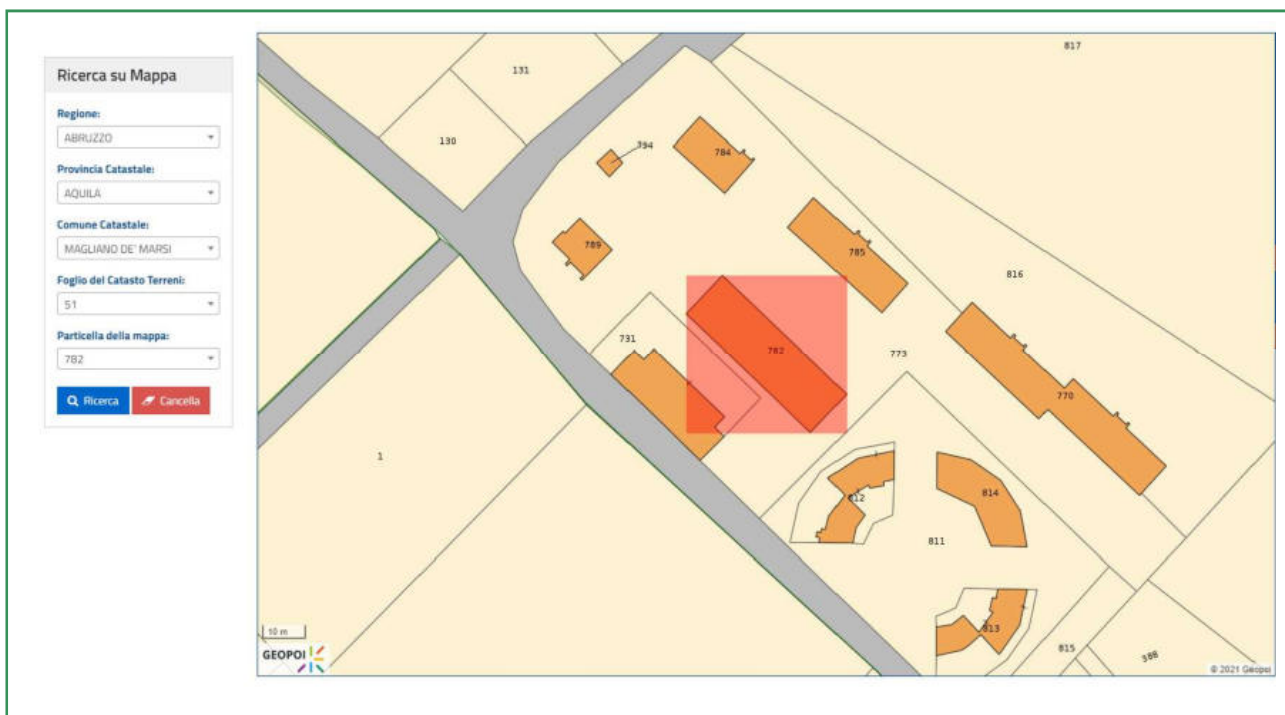 Ricerca su Mappa
Regione:
ABRUZZO
Provincia Catastale:
AQUILA
Comune Catastale:
MAGLIANO DE' MARSI
Foglio del Catasto Terreni:
51
Particella della mappa:
782
Ricerca
Cancella
817
131
130
794
784
789
785
816
731
782
773
770
1
812
814
811
813
815
388
10 m
GEOPOI
© 2021 Geopoi